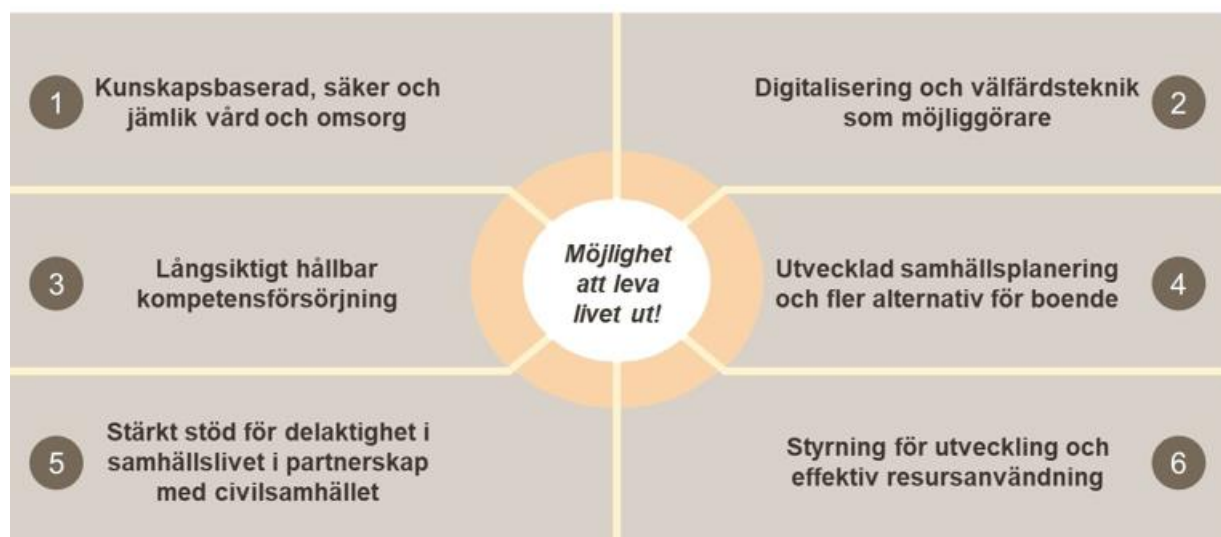 1
Kunskapsbaserad, säker och
jämlik vård och omsorg
Digitalisering och välfärdsteknik
som möjliggörare
2
3
Långsiktigt hållbar
kompetensförsörjning
Möjlighet
att leva
livet ut!
Utvecklad samhällsplanering
och fler alternativ för boende
4
5
Stärkt stöd för delaktighet i
samhällslivet i partnerskap
med civilsamhället
Styrning för utveckling och
effektiv resursanvändning
6